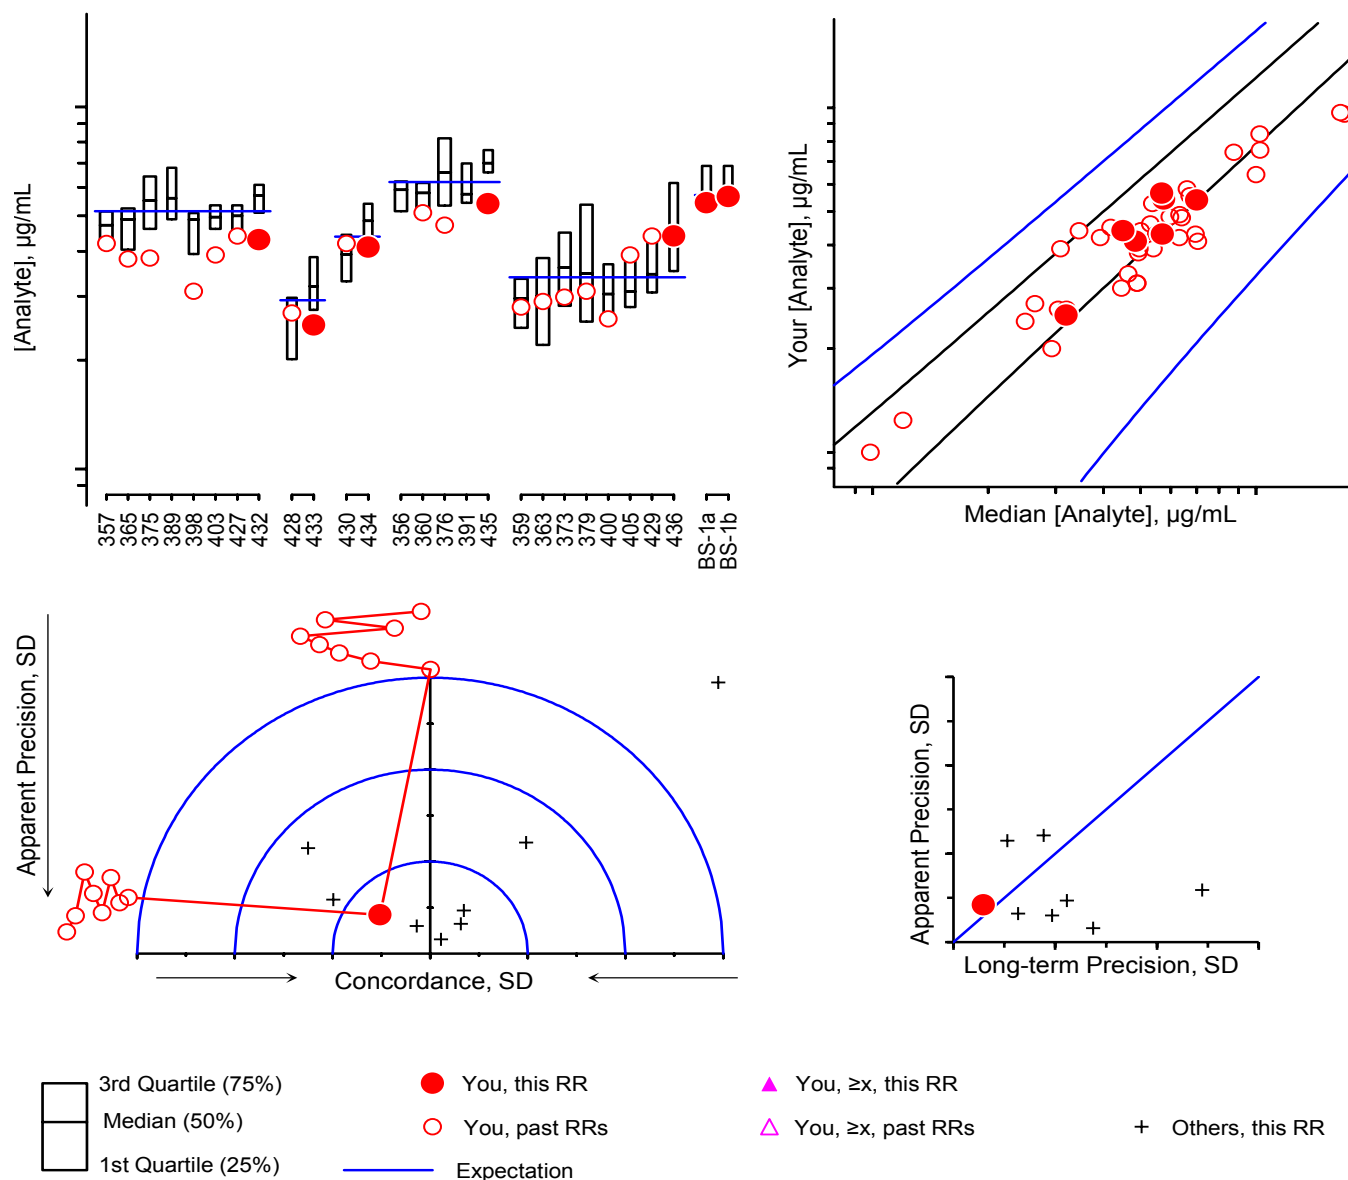 [Analyte], µg/mL
357
365
375
389
398
403
427
432
428
433
430
434
356
360
376
391
435
359
363
373
379
400
405
429
436
BS-1a
BS-1b
Your [Analyte], µg/mL
Median [Analyte], µg/mL
Apparent Precision, SD
Concordance, SD
Apparent Precision, SD
Long-term Precision, SD
3rd Quartile (75%)
Median (50%)
1st Quartile (25%)
You, this RR
You, past RRs
Expectation
You, ≥x, this RR
You, ≥x, past RRs
Others, this RR